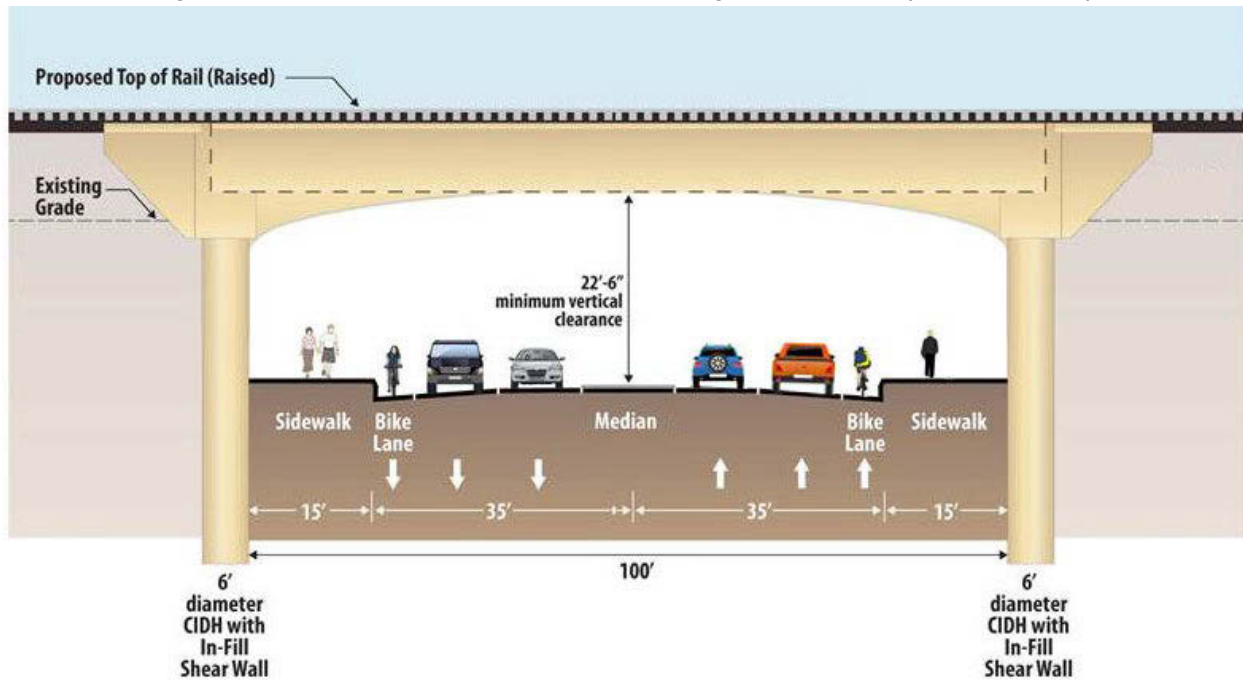 Proposed Top of Rail (Raised)
Existing
Grade
22'-6"
minimum vertical
clearance
Sidewalk
Bike
Lane
Median
Bike
Lane
Sidewalk
15'
35'
35'
15'
100'
6'
diameter
CIDH with
In-Fill
Shear Wall
6'
diameter
CIDH with
In-Fill
Shear Wall